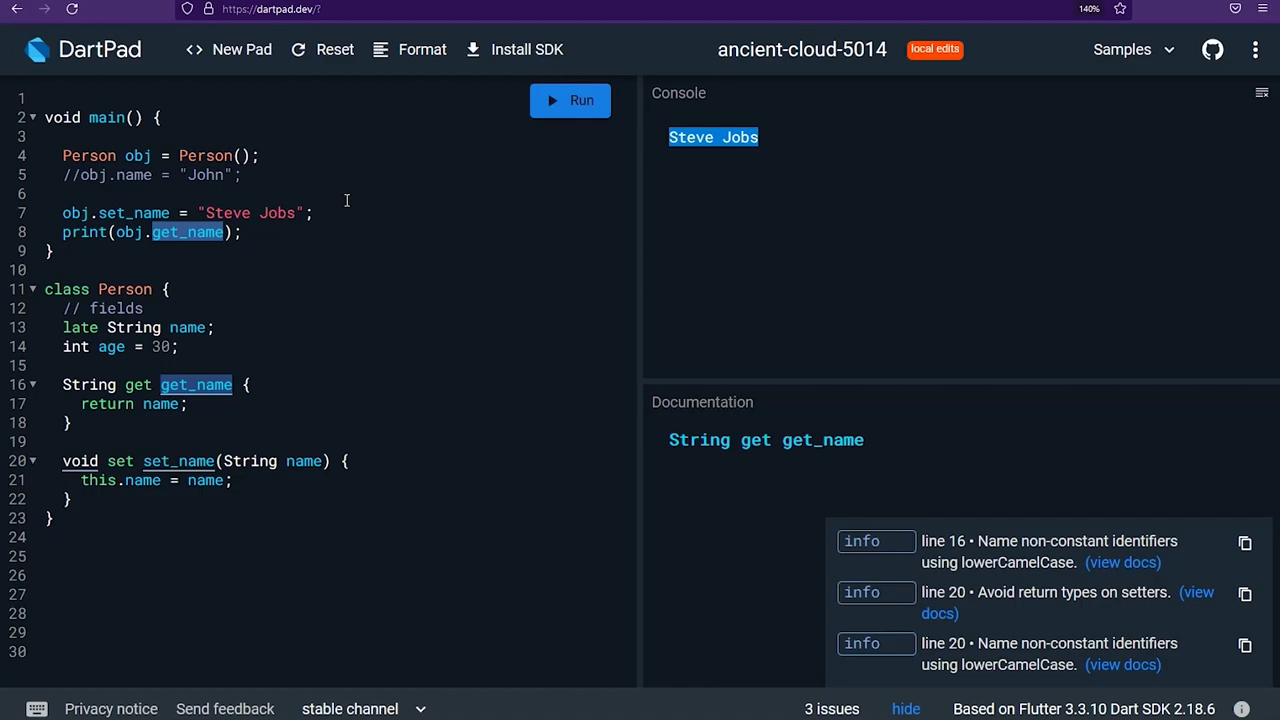 https://dartpad.dev/?
140%
DartPad
<> New Pad
Reset
Format
Install SDK
ancient-cloud-5014
local edits
Samples
1
2 void main() {
3
4 Person obj = Person();
5 //obj.name = "John";
6
7 obj.set_name = "Steve Jobs";
8 print(obj.get_name);
9 }
10
11 class Person {
12 // fields
13 late String name;
14 int age = 30;
15
16 String get get_name {
17 return name;
18 }
19
20 void set set_name(String name) {
21 this.name = name;
22 }
23 }
24
25
26
27
28
29
30
Run
Console
Steve Jobs
Documentation
String get get_name
info line 16 • Name non-constant identifiers
using lowerCamelCase. (view docs)
info line 20 • Avoid return types on setters. (view
docs)
info line 20 • Name non-constant identifiers
using lowerCamelCase. (view docs)
Privacy notice
Send feedback
stable channel
3 issues
hide
Based on Flutter 3.3.10 Dart SDK 2.18.6